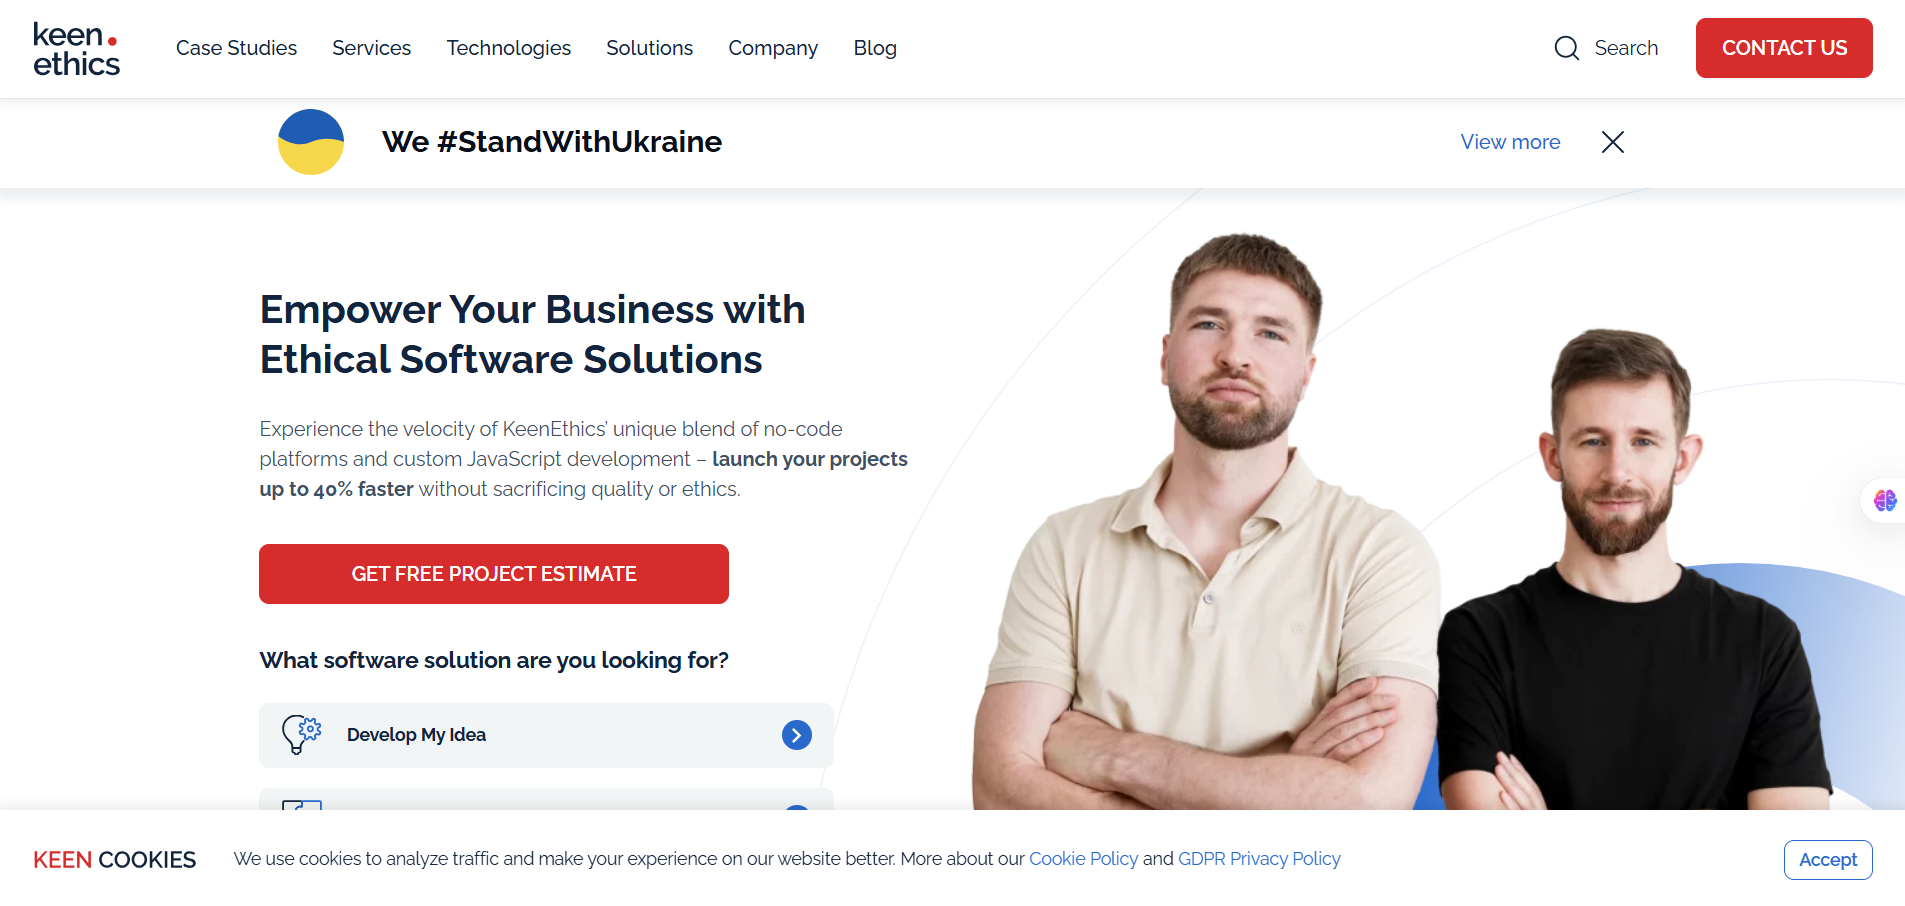 keen
ethics
Case Studies Services Technologies Solutions Company Blog Search CONTACT US
We #StandWithUkraine View more
Empower Your Business with
Ethical Software Solutions
Experience the velocity of KeenEthics’ unique blend of no-code
platforms and custom JavaScript development – launch your projects
up to 40% faster without sacrificing quality or ethics.
GET FREE PROJECT ESTIMATE
What software solution are you looking for?
Develop My Idea
KEEN COOKIES We use cookies to analyze traffic and make your experience on our website better. More about our Cookie Policy and GDPR Privacy Policy Accept